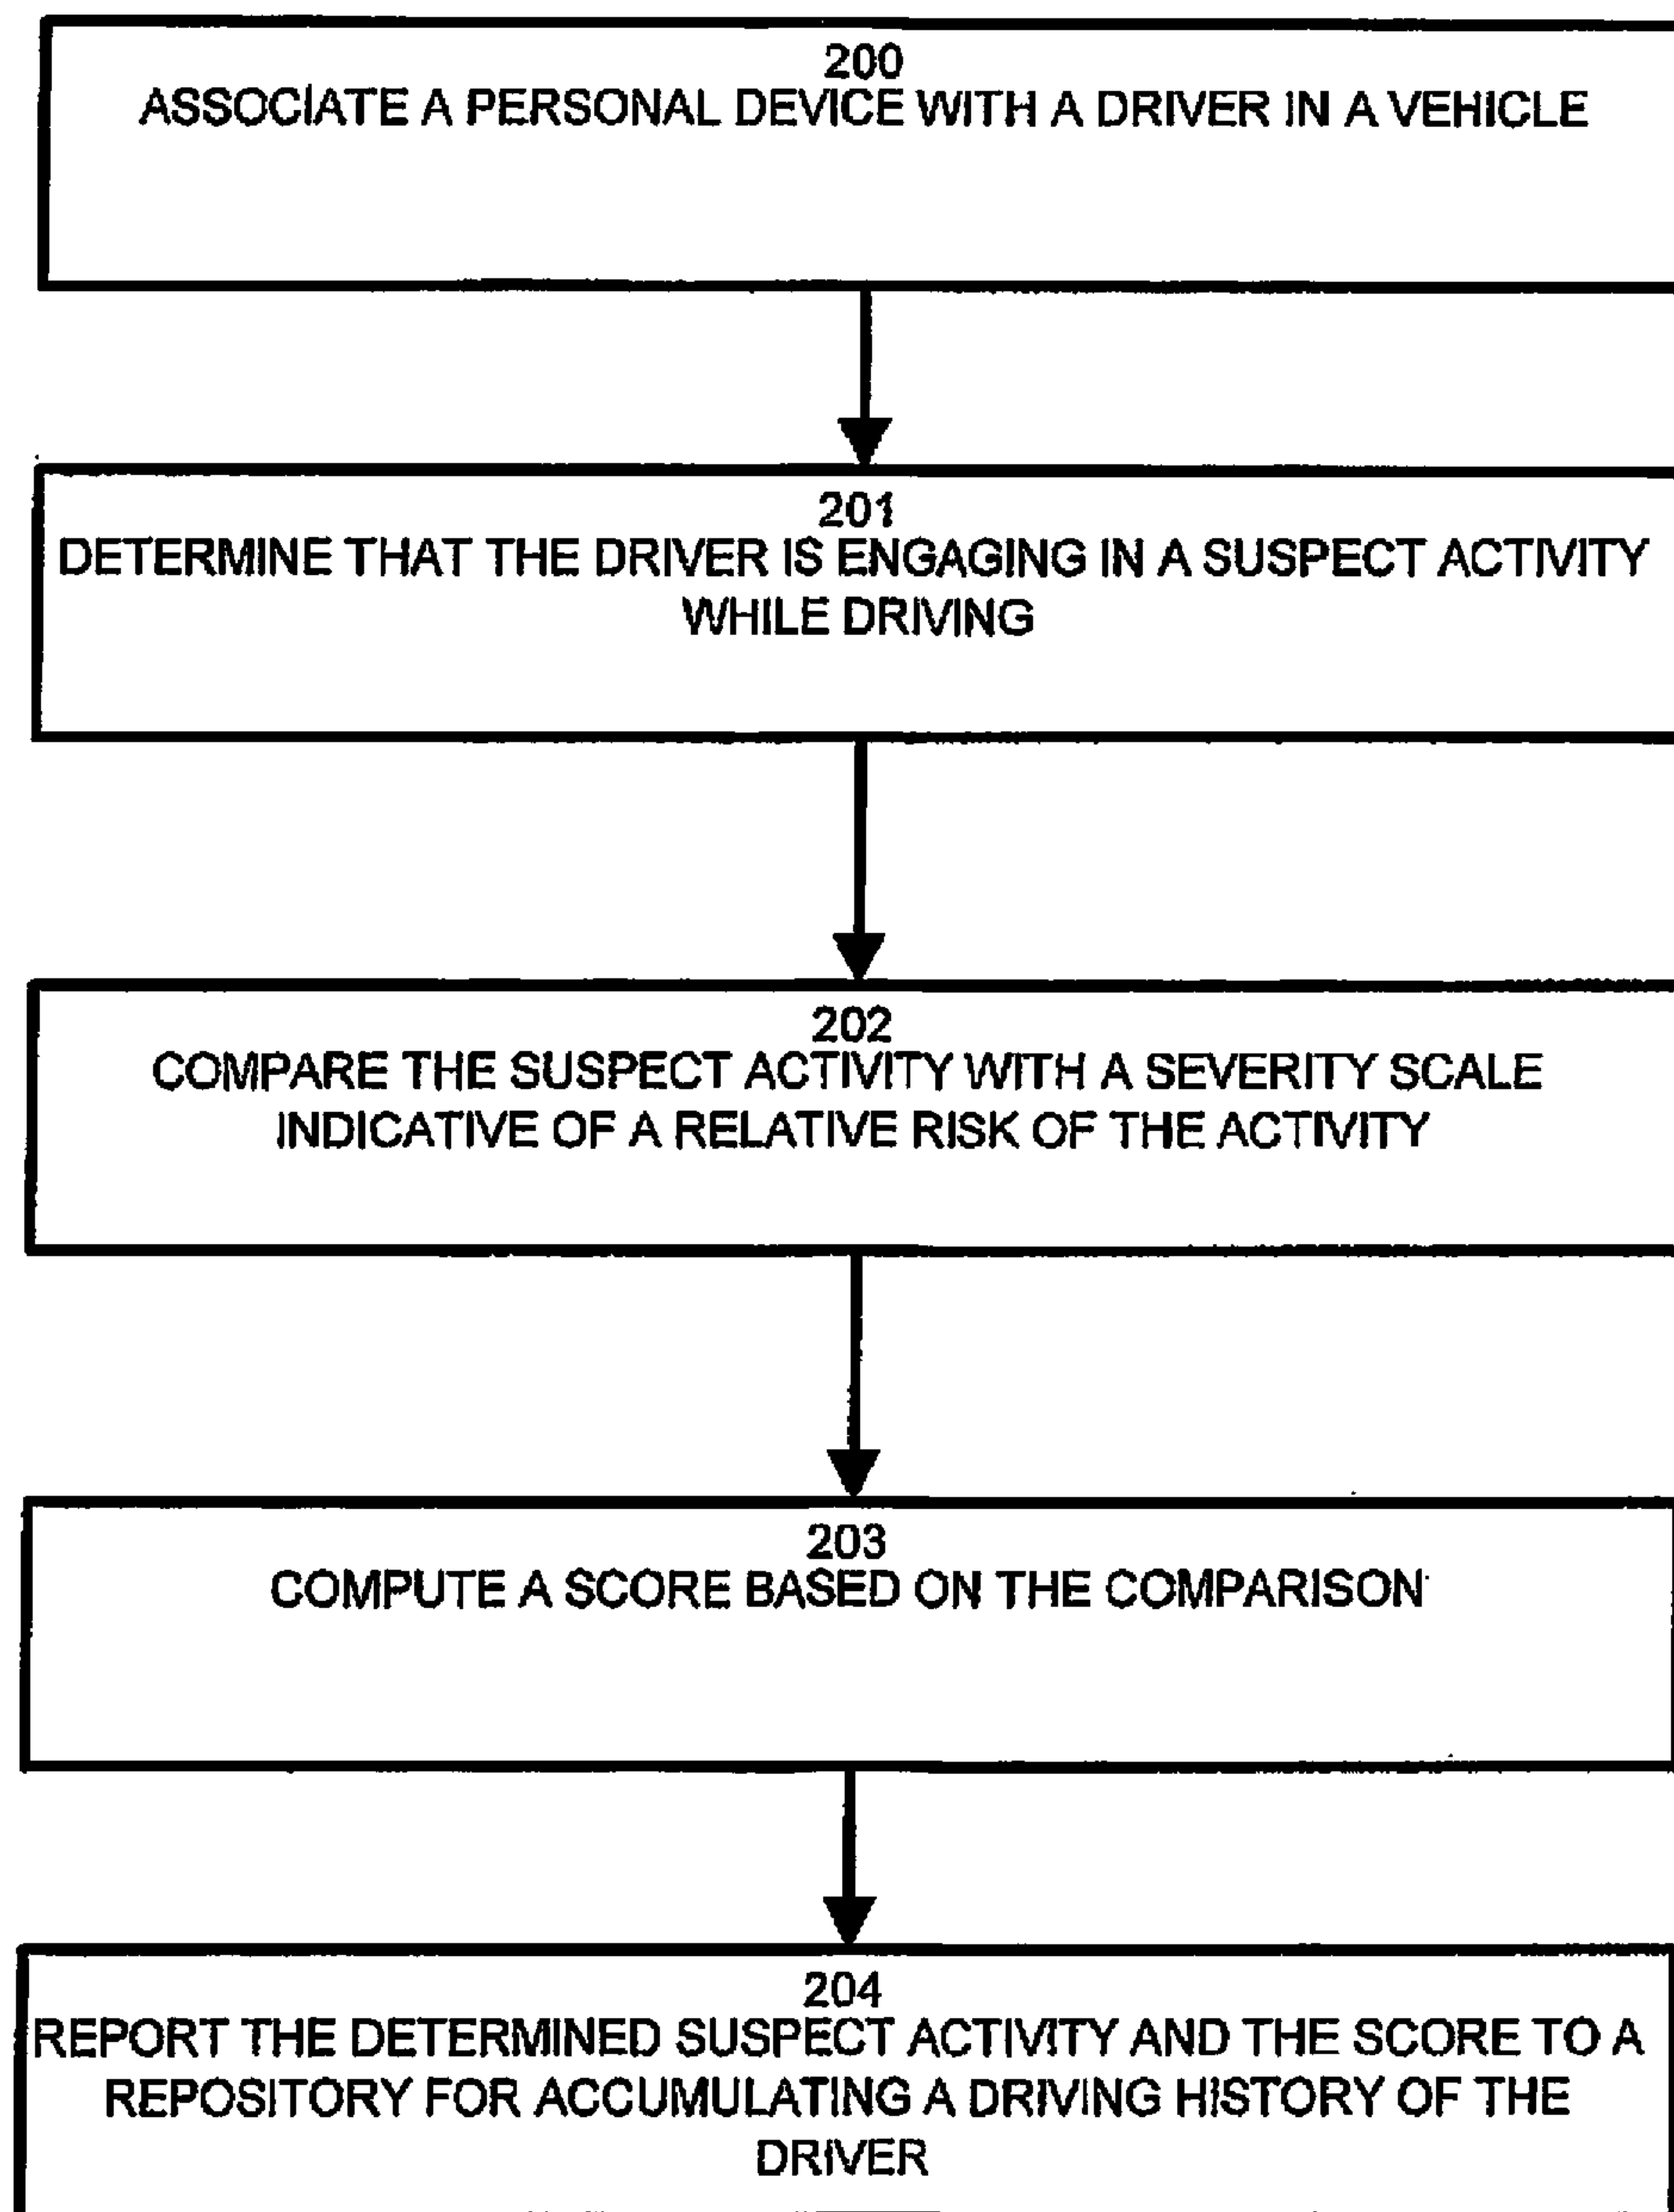 200
ASSOCIATE A PERSONAL DEVICE WITH A DRIVER IN A VEHICLE
201
DETERMINE THAT THE DRIVER IS ENGAGING IN A SUSPECT ACTIVITY
WHILE DRIVING
202
COMPARE THE SUSPECT ACTIVITY WITH A SEVERITY SCALE
INDICATIVE OF A RELATIVE RISK OF THE ACTIVITY
203
COMPUTE A SCORE BASED ON THE COMPARISON
204
REPORT THE DETERMINED SUSPECT ACTIVITY AND THE SCORE TO A
REPOSITORY FOR ACCUMULATING A DRIVING HISTORY OF THE
DRIVER